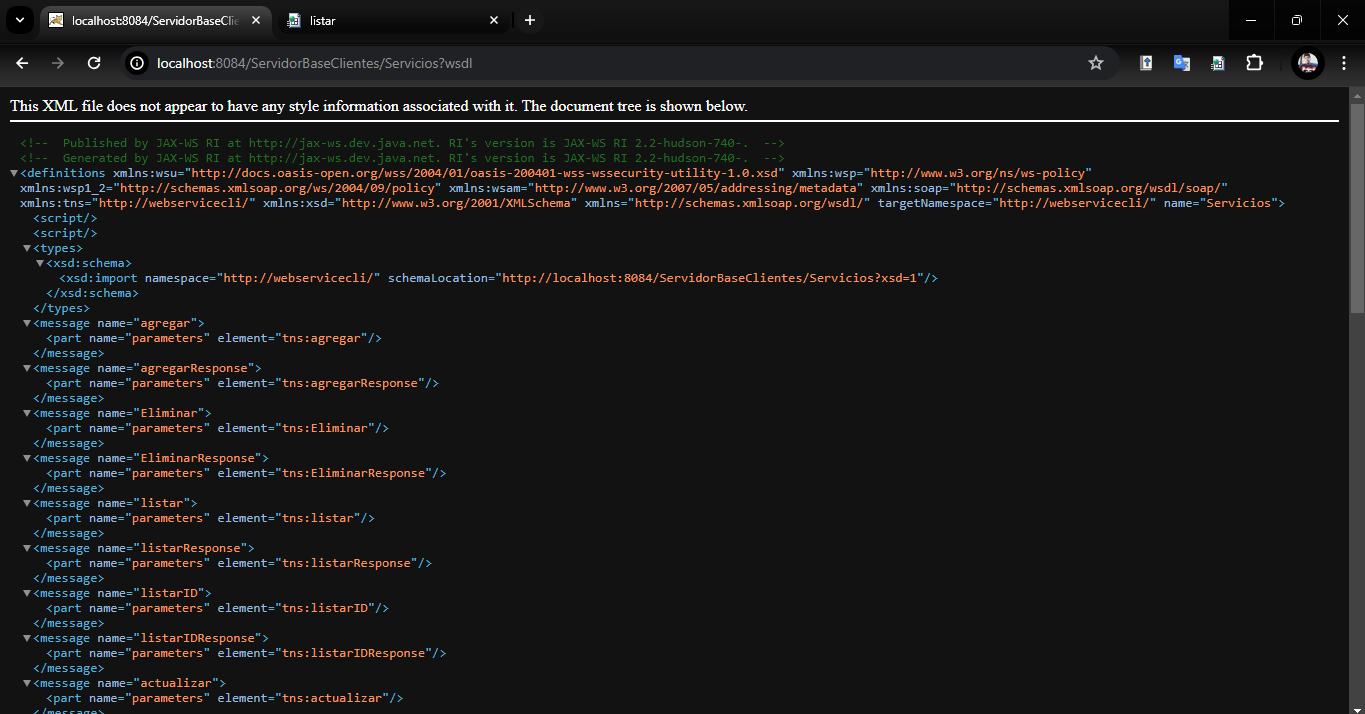 localhost:8084/ServidorBaseClie
listar
localhost:8084/ServidorBaseClientes/Servicios?wsdl
This XML file does not appear to have any style information associated with it. The document tree is shown below.
<!--  Published by JAX-WS RI at http://jax-ws.dev.java.net. RI's version is JAX-WS RI 2.2-hudson-740-.  -->
<!--  Generated by JAX-WS RI at http://jax-ws.dev.java.net. RI's version is JAX-WS RI 2.2-hudson-740-.  -->
<definitions xmlns:wsu="http://docs.oasis-open.org/wss/2004/01/oasis-200401-wss-wssecurity-utility-1.0.xsd" xmlns:wsp="http://www.w3.org/ns/ws-policy"
xmlns:wsp1_2="http://schemas.xmlsoap.org/ws/2004/09/policy" xmlns:wsam="http://www.w3.org/2007/05/addressing/metadata" xmlns:soap="http://schemas.xmlsoap.org/wsdl/soap/"
xmlns:tns="http://webservicecli/" xmlns:xsd="http://www.w3.org/2001/XMLSchema" xmlns="http://schemas.xmlsoap.org/wsdl/" targetNamespace="http://webservicecli/" name="Servicios">
<script/>
<script/>
<types>
<xsd:schema>
<xsd:import namespace="http://webservicecli/" schemaLocation="http://localhost:8084/ServidorBaseClientes/Servicios?xsd=1"/>
</xsd:schema>
</types>
<message name="agregar">
<part name="parameters" element="tns:agregar"/>
</message>
<message name="agregarResponse">
<part name="parameters" element="tns:agregarResponse"/>
</message>
<message name="Eliminar">
<part name="parameters" element="tns:Eliminar"/>
</message>
<message name="EliminarResponse">
<part name="parameters" element="tns:EliminarResponse"/>
</message>
<message name="listar">
<part name="parameters" element="tns:listar"/>
</message>
<message name="listarResponse">
<part name="parameters" element="tns:listarResponse"/>
</message>
<message name="listarID">
<part name="parameters" element="tns:listarID"/>
</message>
<message name="listarIDResponse">
<part name="parameters" element="tns:listarIDResponse"/>
</message>
<message name="actualizar">
<part name="parameters" element="tns:actualizar"/>
</message>